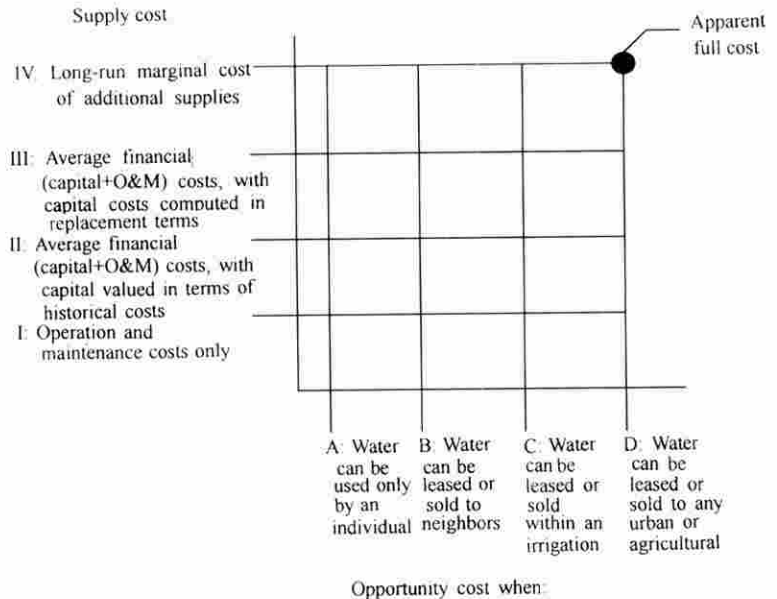 Supply cost
Apparent
full cost
IV: Long-run marginal cost
of additional supplies
III: Average financial
(capital+O&M) costs, with
capital costs computed in
replacement terms
II: Average financial
(capital+O&M) costs, with
capital valued in terms of
historical costs
I: Operation and
maintenance costs only
A: Water
can be
used only
by an
individual
B: Water
can be
leased or
sold to
neighbors
C: Water
can be
leased or
sold
within an
irrigation
D: Water
can be
leased or
sold to any
urban or
agricultural
Opportunity cost when: